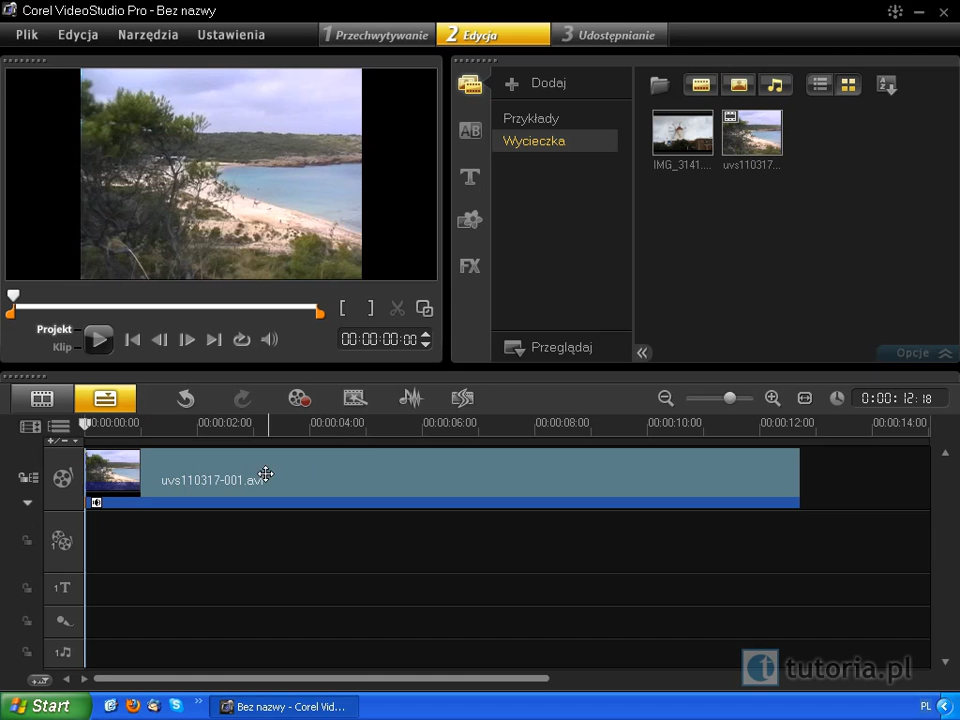 Corel VideoStudio Pro - Bez nazwy
Plik Edycja Narzędzia Ustawienia 1 Przechwytywanie 2 Edycja 3 Udostępnianie
Dodaj
AB
Przykłady
Wycieczka
IMG_3141.... uvs110317...
T
FX
Projekt
Klip
[ ]
00:00:00:00
Przeglądaj
Opcje
0:00:12:18
00:00:00:00 00:00:02:00 00:00:04:00 00:00:06:00 00:00:08:00 00:00:10:00 00:00:12:00 00:00:14:00
uvs110317-001.avi
1T
1
tutoria.pl
Start
Bez nazwy - Corel Vid...
PL